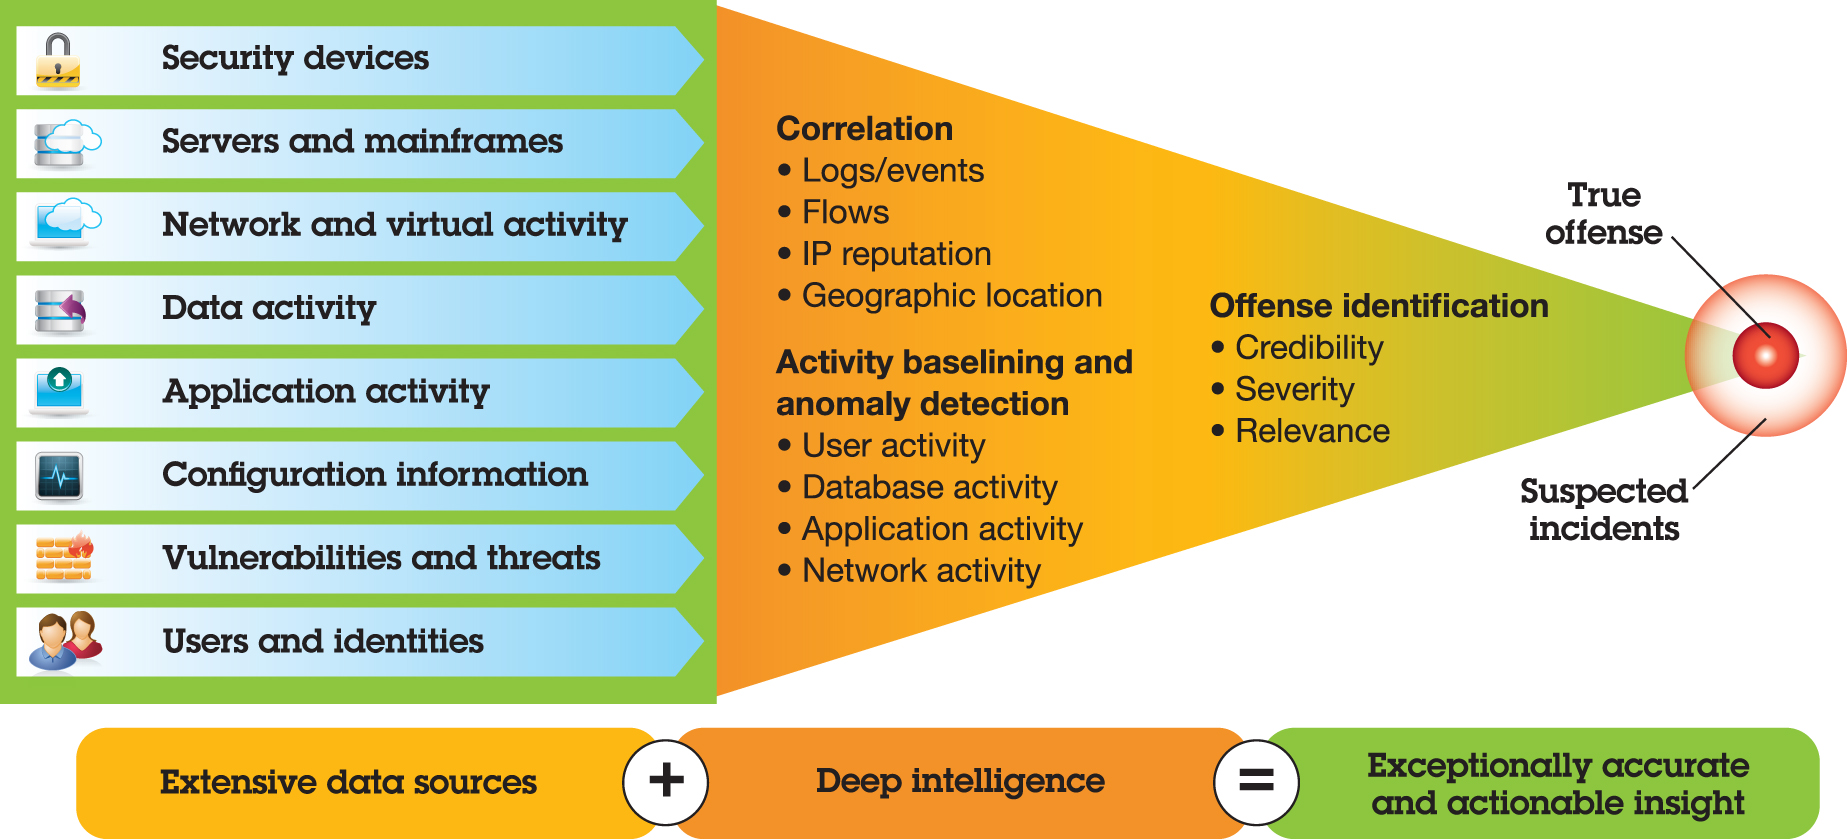 Security devices
Servers and mainframes
Network and virtual activity
Data activity
Application activity
Configuration information
Vulnerabilities and threats
Users and identities
Correlation
• Logs/events
• Flows
• IP reputation
• Geographic location
Activity baselining and
anomaly detection
• User activity
• Database activity
• Application activity
• Network activity
Offense identification
• Credibility
• Severity
• Relevance
True
offense
Suspected
incidents
Extensive data sources
+
Deep intelligence
=
Exceptionally accurate
and actionable insight